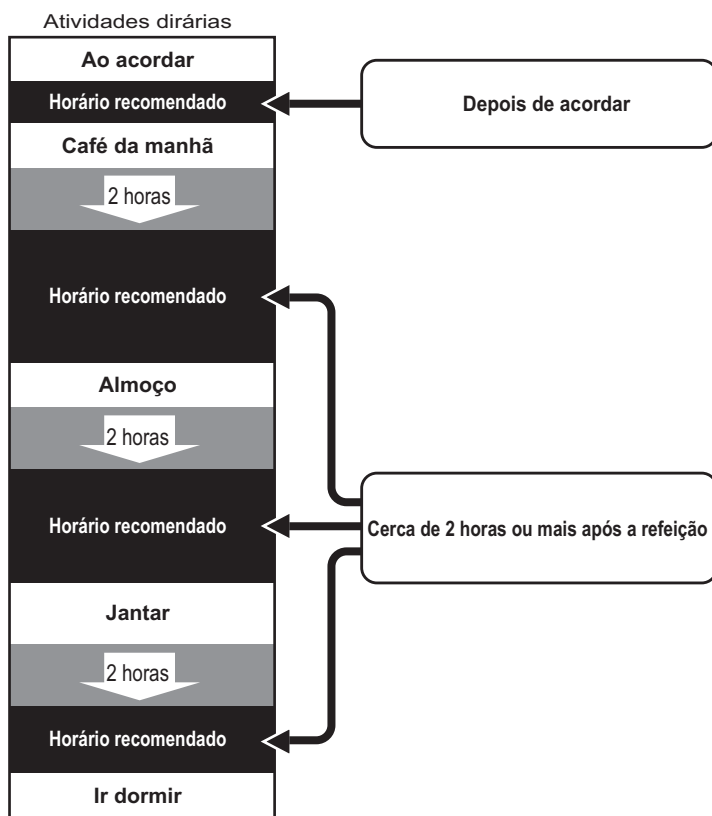 Atividades dirárias
Ao acordar
Horário recomendado
Depois de acordar
Café da manhã
2 horas
Horário recomendado
Almoço
2 horas
Horário recomendado
Cerca de 2 horas ou mais após a refeição
Jantar
2 horas
Horário recomendado
Ir dormir